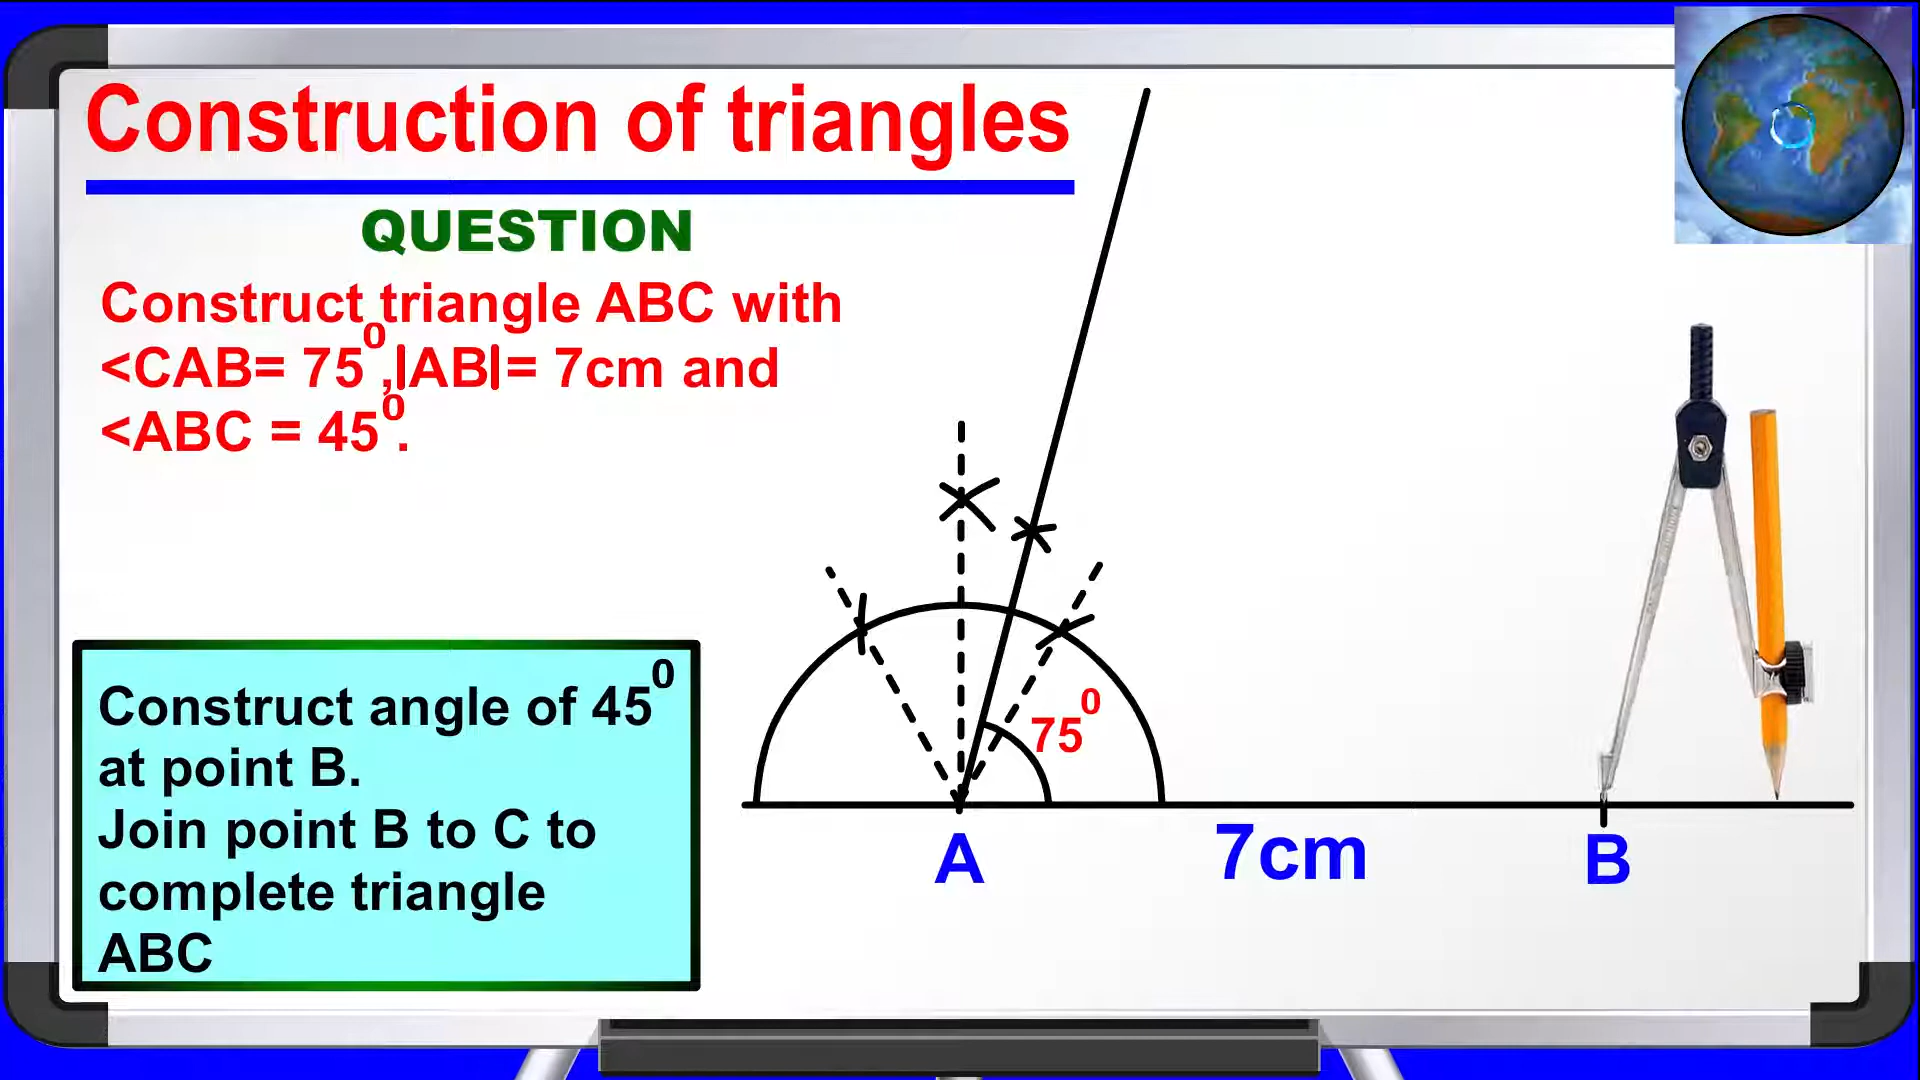 Construction of triangles
QUESTION
Construct triangle ABC with
<CAB= 75⁰,|AB|= 7cm and
<ABC = 45⁰.
Construct angle of 45⁰
at point B.
Join point B to C to
complete triangle
ABC
75⁰
A
7cm
B